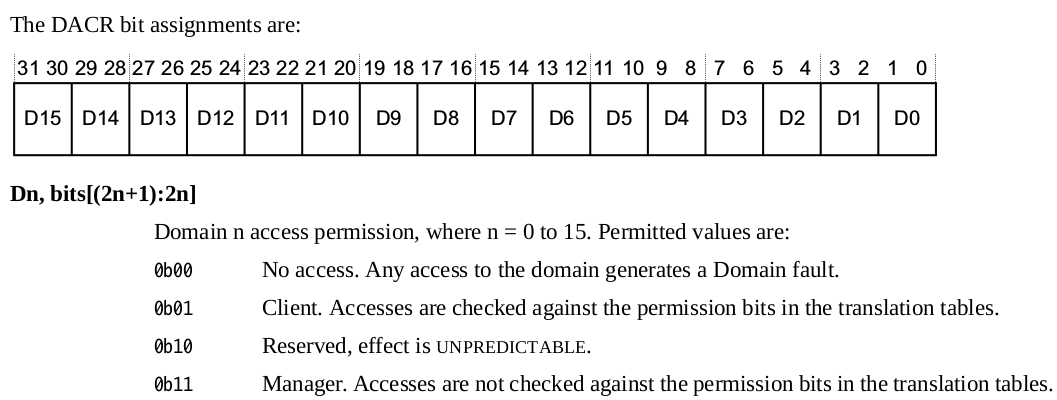 The DACR bit assignments are:
31 30 29 28 27 26 25 24 23 22 21 20 19 18 17 16 15 14 13 12 11 10 9 8 7 6 5 4 3 2 1 0
D15 D14 D13 D12 D11 D10 D9 D8 D7 D6 D5 D4 D3 D2 D1 D0
Dn, bits[(2n+1):2n]
Domain n access permission, where n = 0 to 15. Permitted values are:
0b00 No access. Any access to the domain generates a Domain fault.
0b01 Client. Accesses are checked against the permission bits in the translation tables.
0b10 Reserved, effect is UNPREDICTABLE.
0b11 Manager. Accesses are not checked against the permission bits in the translation tables.